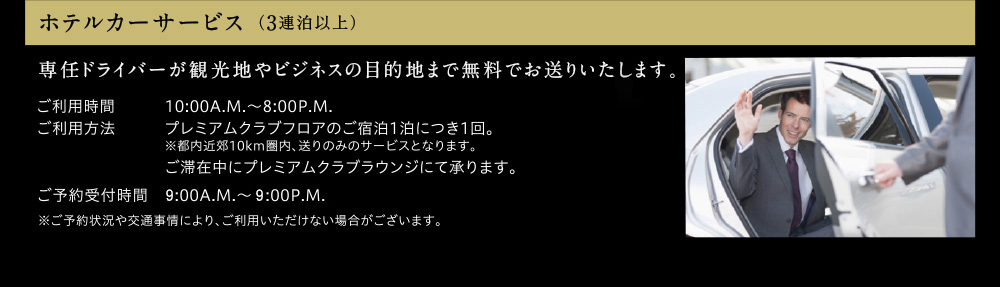 ホテルカーサービス（3連泊以上）
専任ドライバーが観光地やビジネスの目的地まで無料でお送りいたします。
ご利用時間 10:00A.M.〜8:00P.M.
ご利用方法 プレミアムクラブフロアのご宿泊1泊につき1回。
※都内近郊10km圏内、送りのみのサービスとなります。
ご滞在中にプレミアムクラブラウンジにて承ります。
ご予約受付時間 9:00A.M.〜9:00P.M.
※ご予約状況や交通事情により、ご利用いただけない場合がございます。